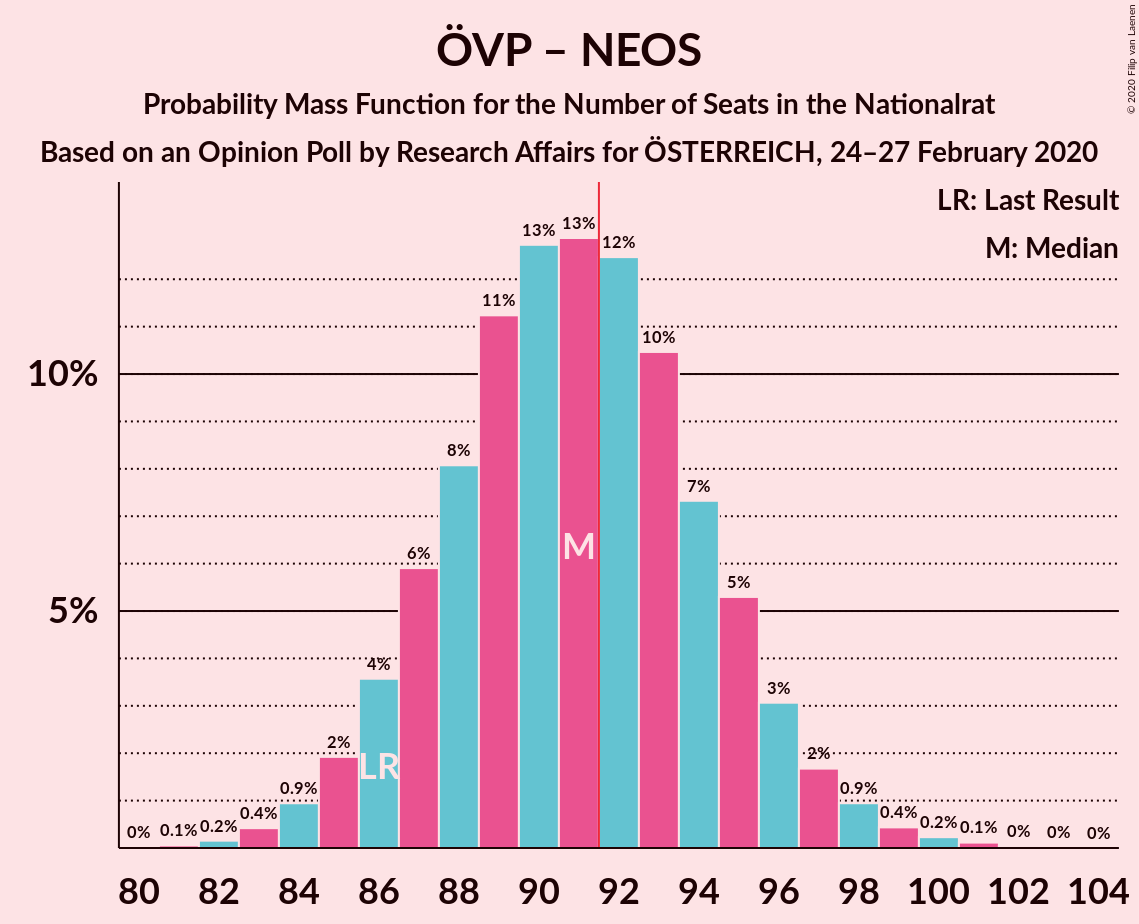 ÖVP – NEOS
Probability Mass Function for the Number of Seats in the Nationalrat
Based on an Opinion Poll by Research Affairs for ÖSTERREICH, 24–27 February 2020
© 2020 Filip van Laenen
LR: Last Result
M: Median
10%
5%
0% 0.1% 0.2% 0.4% 0.9% 2% 4% 6% 8% 11% 13% 13% 12% 10% 7% 5% 3% 2% 0.9% 0.4% 0.2% 0.1% 0% 0% 0%
M
LR
80 82 84 86 88 90 92 94 96 98 100 102 104